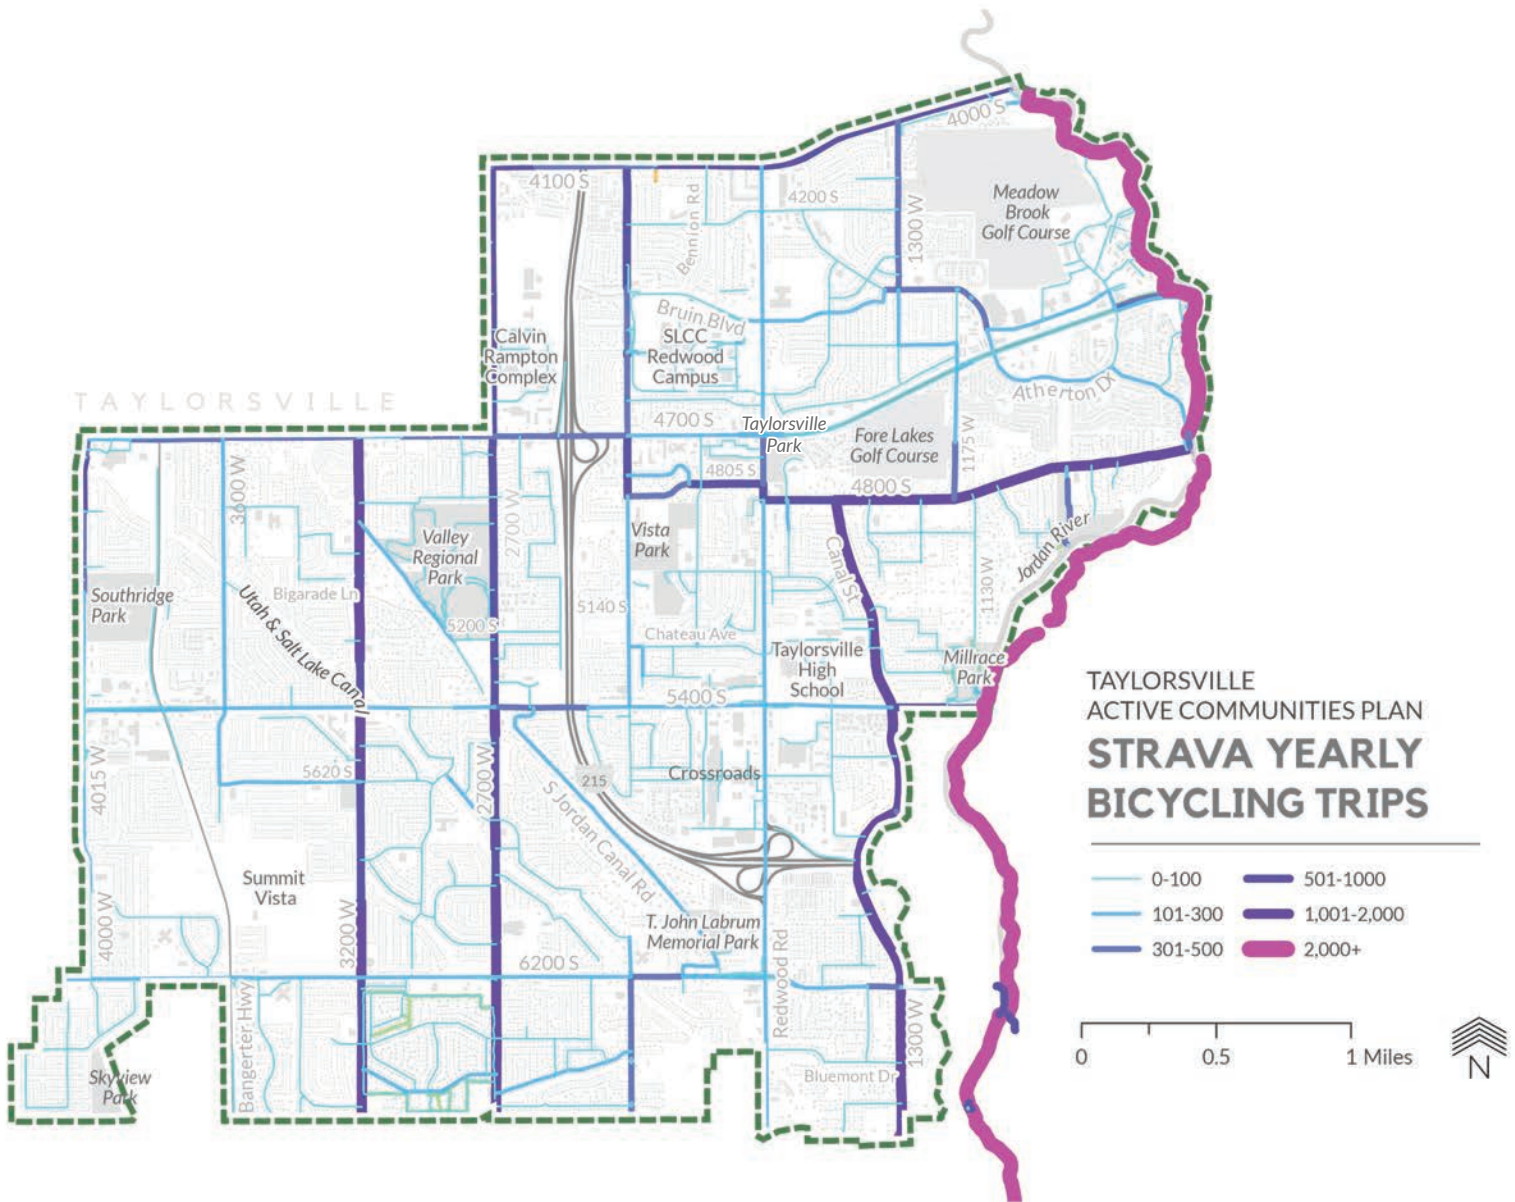 4000 S
4100 S
Meadow
Brook
Golf Course
4200 S
Bennion Rd
1300 W
Bruin Blvd
Calvin
Rampton
Complex
SLCC
Redwood
Campus
TAYLORSVILLE
Atherton Dr
4700 S
Taylorsville
Park
Fore Lakes
Golf Course
1175 W
4805 S
4800 S
3600 W
2700 W
Valley
Regional
Park
Vista
Park
Canal St
Jordan River
Southridge
Park
Bigarade Ln
Utah & Salt Lake Canal
5200 S
5140 S
1130 W
Chateau Ave
Taylorsville
High
School
Millrace
Park
5400 S
4015 W
5620 S
2700 W
215
Crossroads
S Jordan Canal Rd
Summit
Vista
4000 W
3200 W
T. John Labrum
Memorial Park
6200 S
Redwood Rd
Bangerter Hwy
1300 W
Skyview
Park
Bluemont Dr
TAYLORSVILLE
ACTIVE COMMUNITIES PLAN
STRAVA YEARLY
BICYCLING TRIPS
0-100
501-1000
101-300
1,001-2,000
301-500
2,000+
0 0.5 1 Miles
N